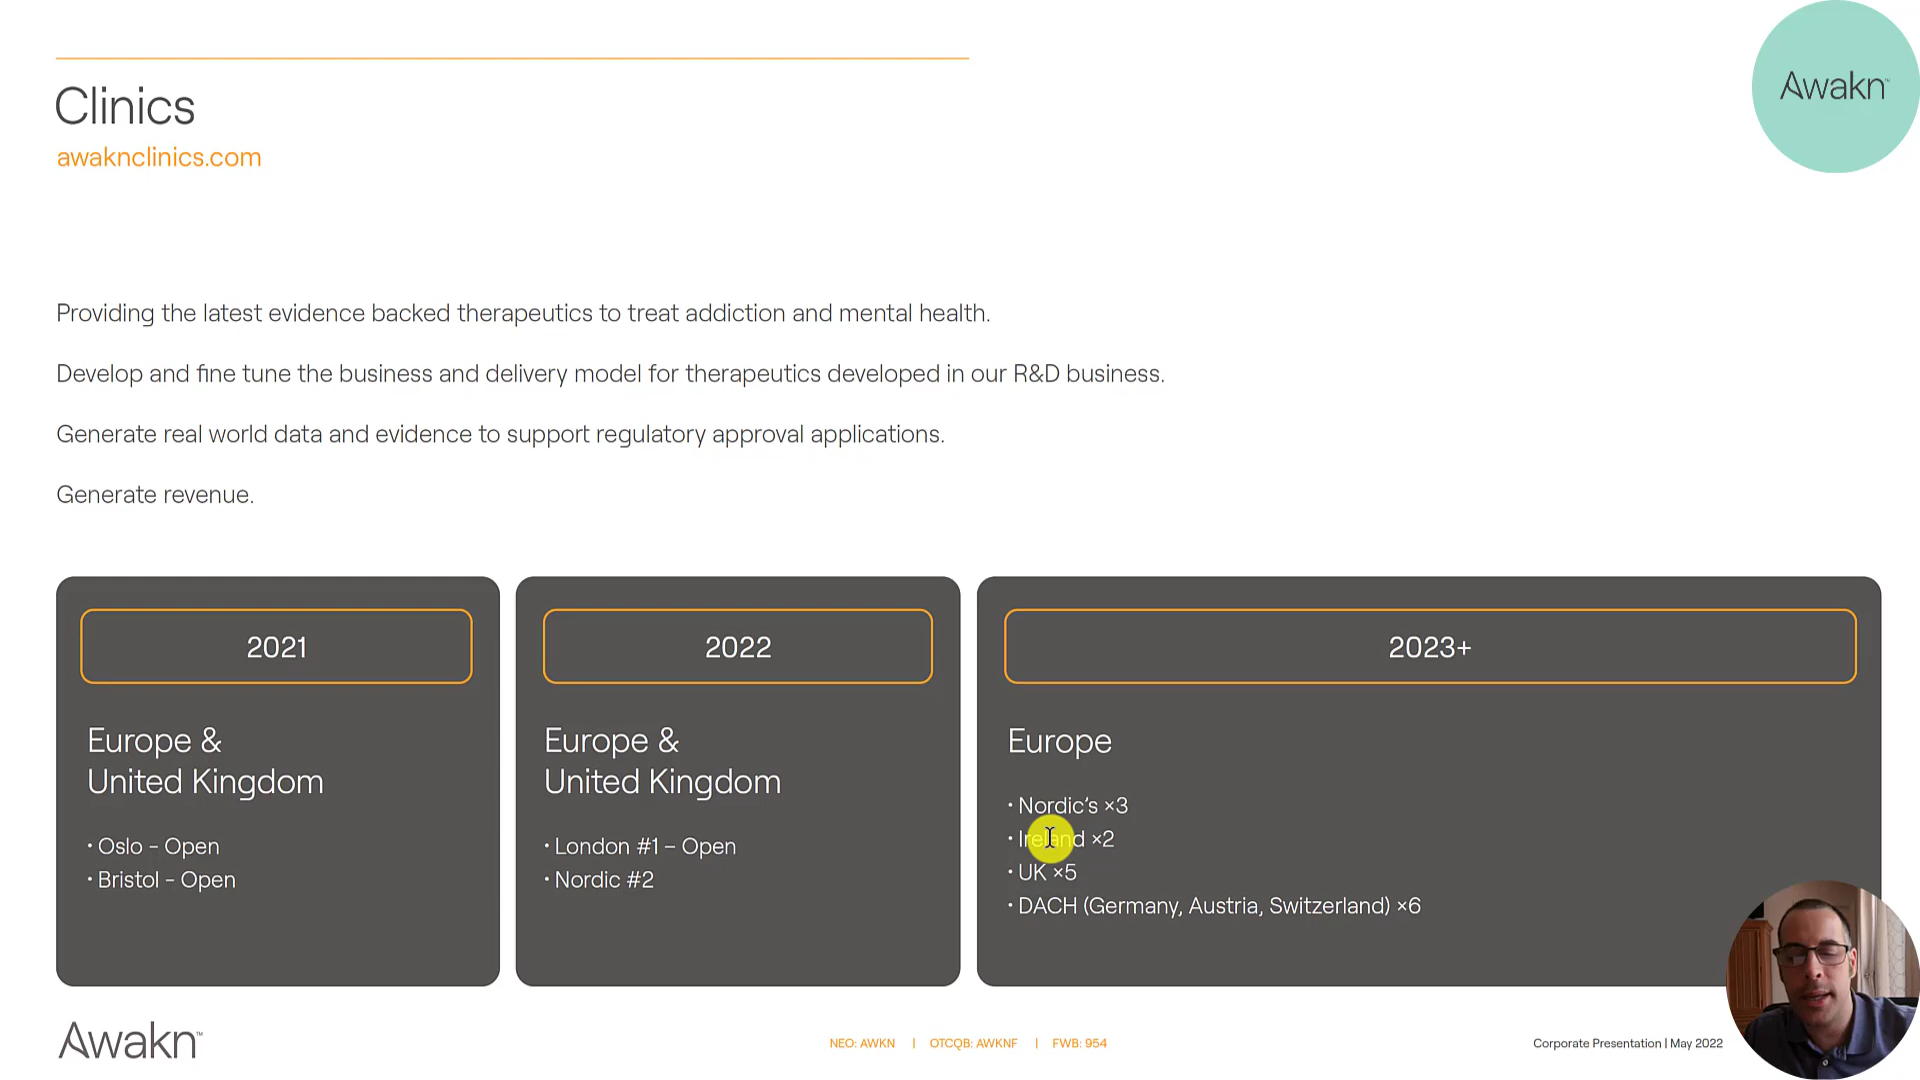 Clinics
awaknclinics.com
Awakn™
Providing the latest evidence backed therapeutics to treat addiction and mental health.
Develop and fine tune the business and delivery model for therapeutics developed in our R&D business.
Generate real world data and evidence to support regulatory approval applications.
Generate revenue.
2021
Europe &
United Kingdom
• Oslo - Open
• Bristol - Open
2022
Europe &
United Kingdom
• London #1 – Open
• Nordic #2
2023+
Europe
• Nordic’s ×3
• Ireland ×2
• UK ×5
• DACH (Germany, Austria, Switzerland) ×6
Awakn™
NEO: AWKN | OTCQB: AWKNF | FWB: 954
Corporate Presentation | May 2022